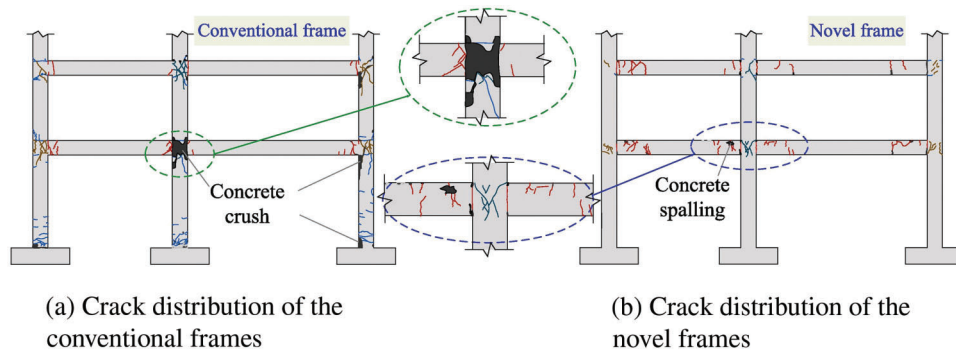 Conventional frame
Novel frame
Concrete
crush
Concrete
spalling
(a) Crack distribution of the
conventional frames
(b) Crack distribution of the
novel frames